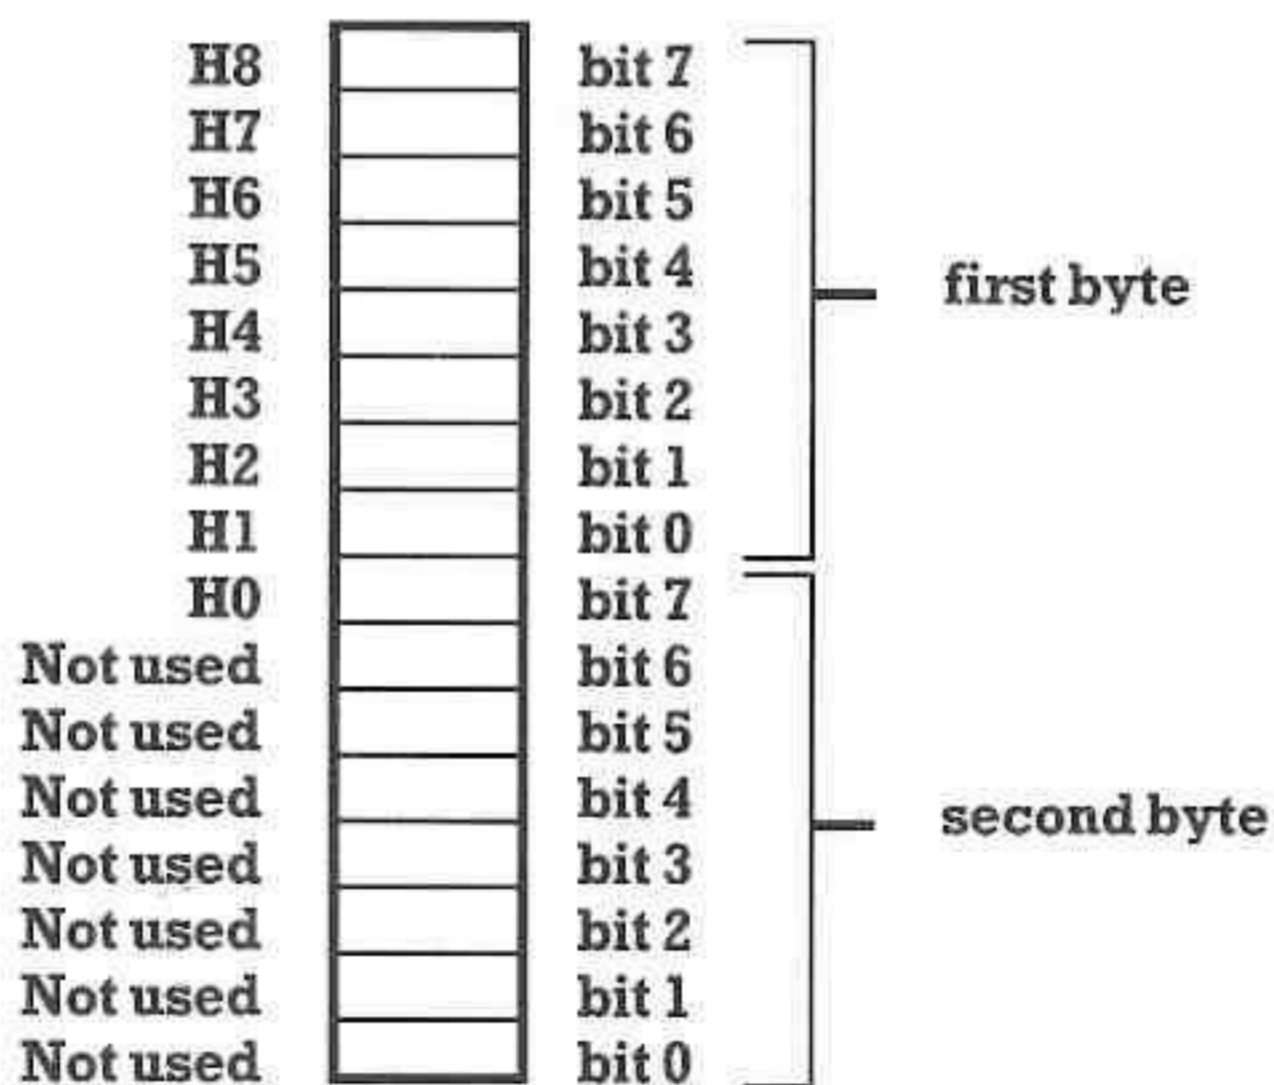 H8 bit 7
H7 bit 6
H6 bit 5
H5 bit 4
first byte
H4 bit 3
H3 bit 2
H2 bit 1
H1 bit 0
H0 bit 7
Not used bit 6
Not used bit 5
Not used bit 4
second byte
Not used bit 3
Not used bit 2
Not used bit 1
Not used bit 0